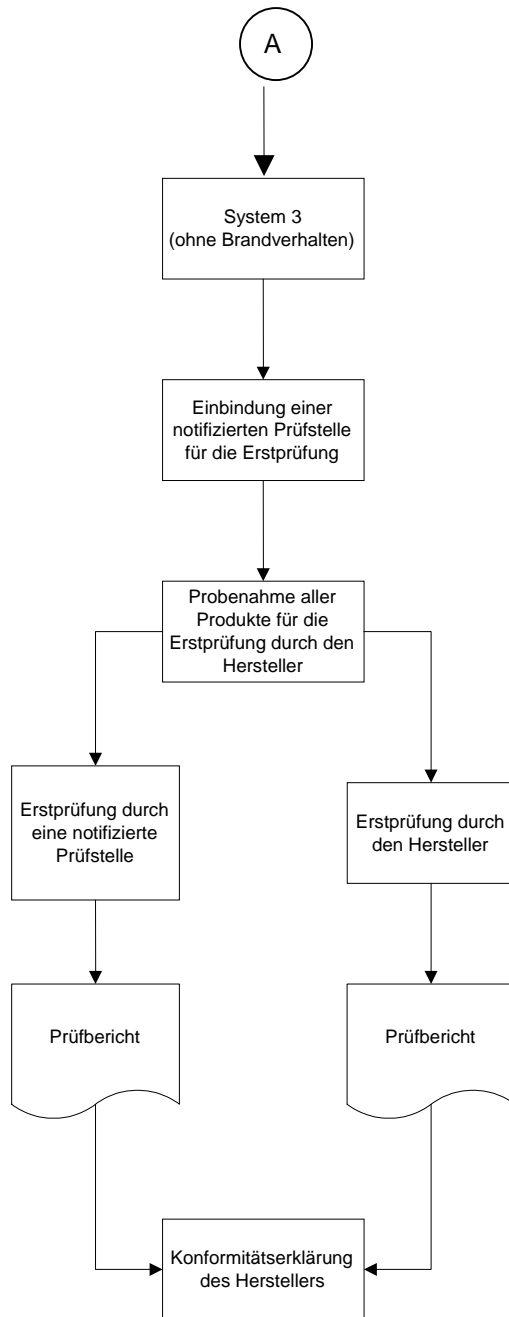 A
System 3
(ohne Brandverhalten)
Einbindung einer
notifizierten Prüfstelle
für die Erstprüfung
Probenahme aller
Produkte für die
Erstprüfung durch den
Hersteller
Erstprüfung durch
eine notifizierte
Prüfstelle
Erstprüfung durch
den Hersteller
Prüfbericht
Prüfbericht
Konformitätserklärung
des Herstellers